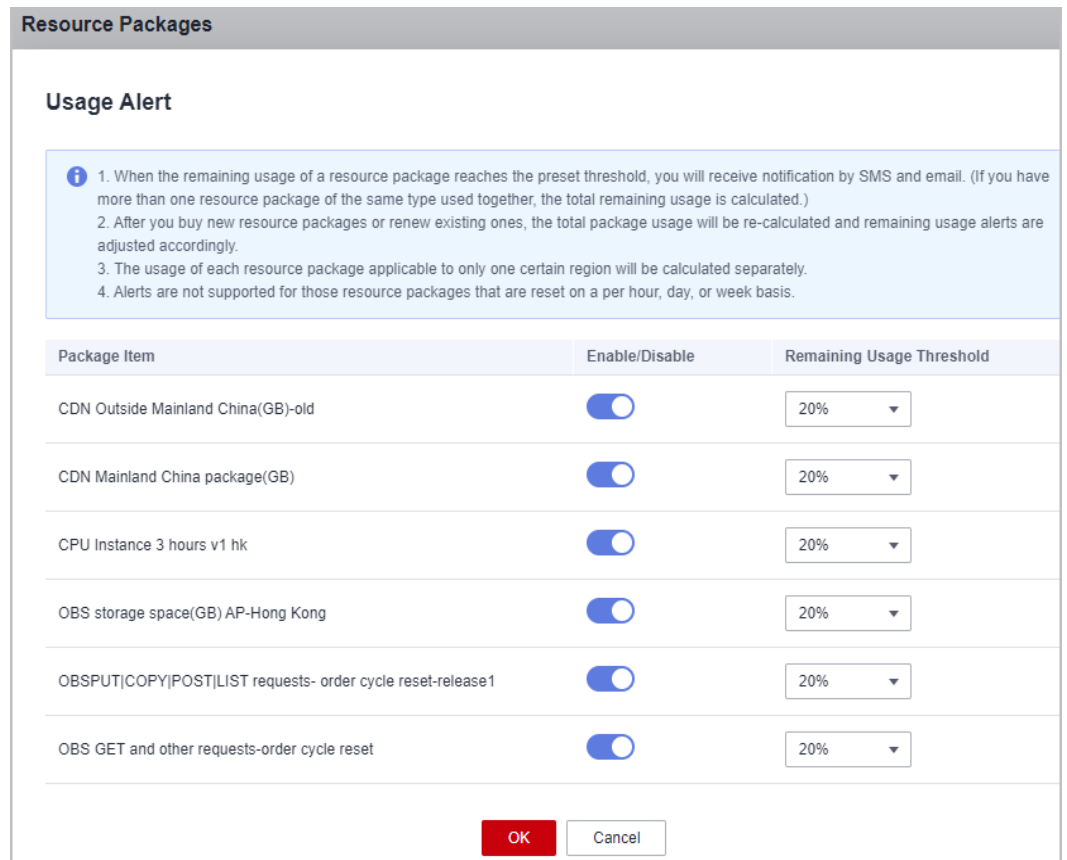 Resource Packages
Usage Alert
1. When the remaining usage of a resource package reaches the preset threshold, you will receive notification by SMS and email. (If you have
more than one resource package of the same type used together, the total remaining usage is calculated.)
2. After you buy new resource packages or renew existing ones, the total package usage will be re-calculated and remaining usage alerts are
adjusted accordingly.
3. The usage of each resource package applicable to only one certain region will be calculated separately.
4. Alerts are not supported for those resource packages that are reset on a per hour, day, or week basis.
Package Item Enable/Disable Remaining Usage Threshold
CDN Outside Mainland China(GB)-old 20%
CDN Mainland China package(GB) 20%
CPU Instance 3 hours v1 hk 20%
OBS storage space(GB) AP-Hong Kong 20%
OBSPUT|COPY|POST|LIST requests- order cycle reset-release1 20%
OBS GET and other requests-order cycle reset 20%
OK Cancel